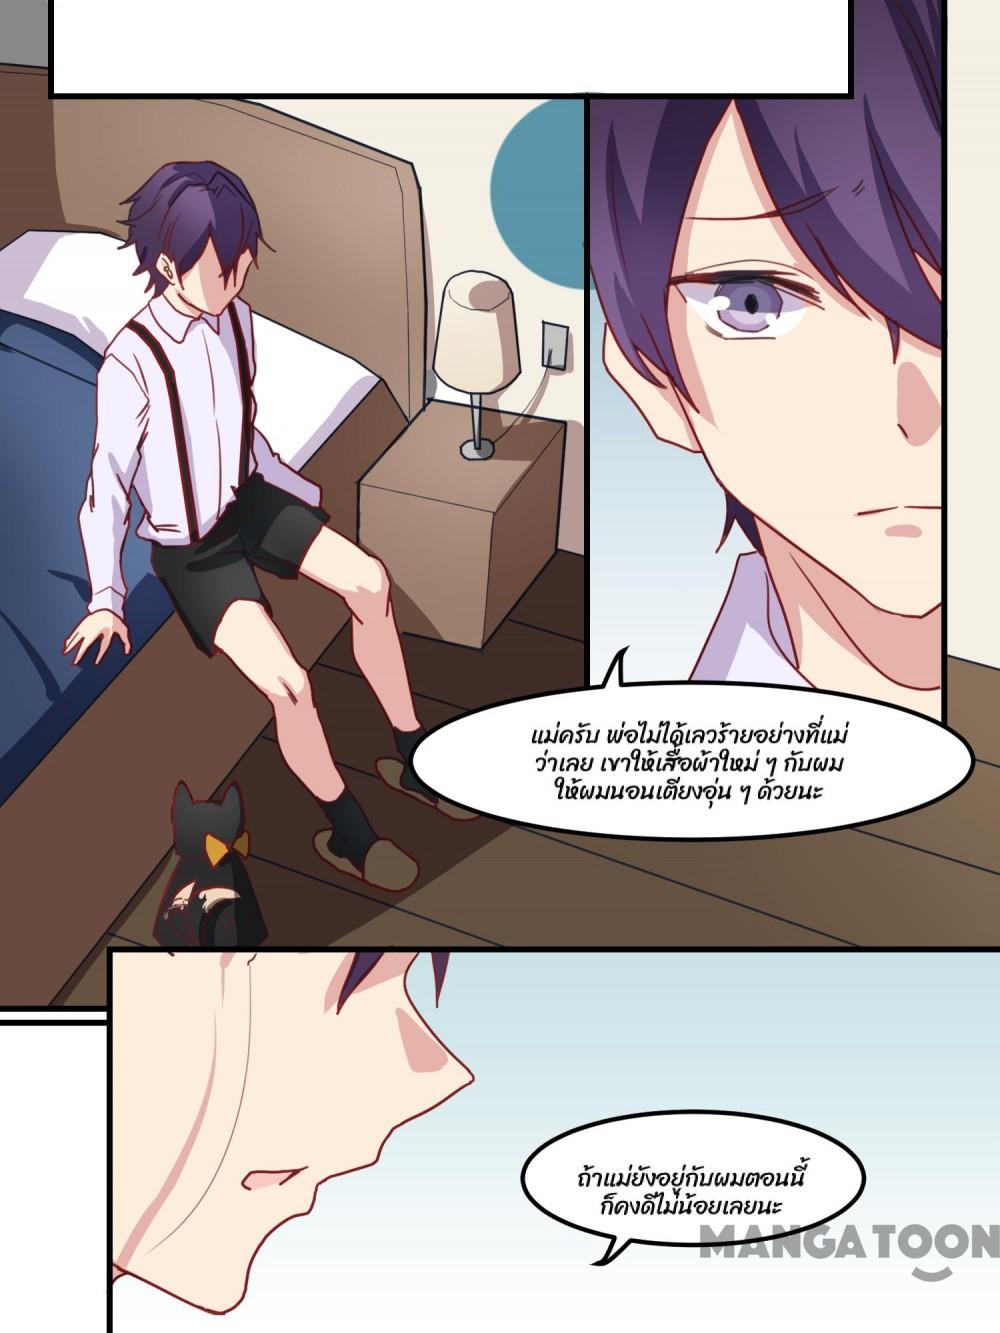 แม่ครับ พ่อไม่ได้เลวร้ายอย่างที่แม่
ว่าเลย เขาให้เสื้อผ้าใหม่ ๆ กับผม
ให้ผมนอนเตียงอุ่น ๆ ด้วยนะ
ถ้าแม่ยังอยู่กับผมตอนนี้
ก็คงดีไม่น้อยเลยนะ
MANGATOON